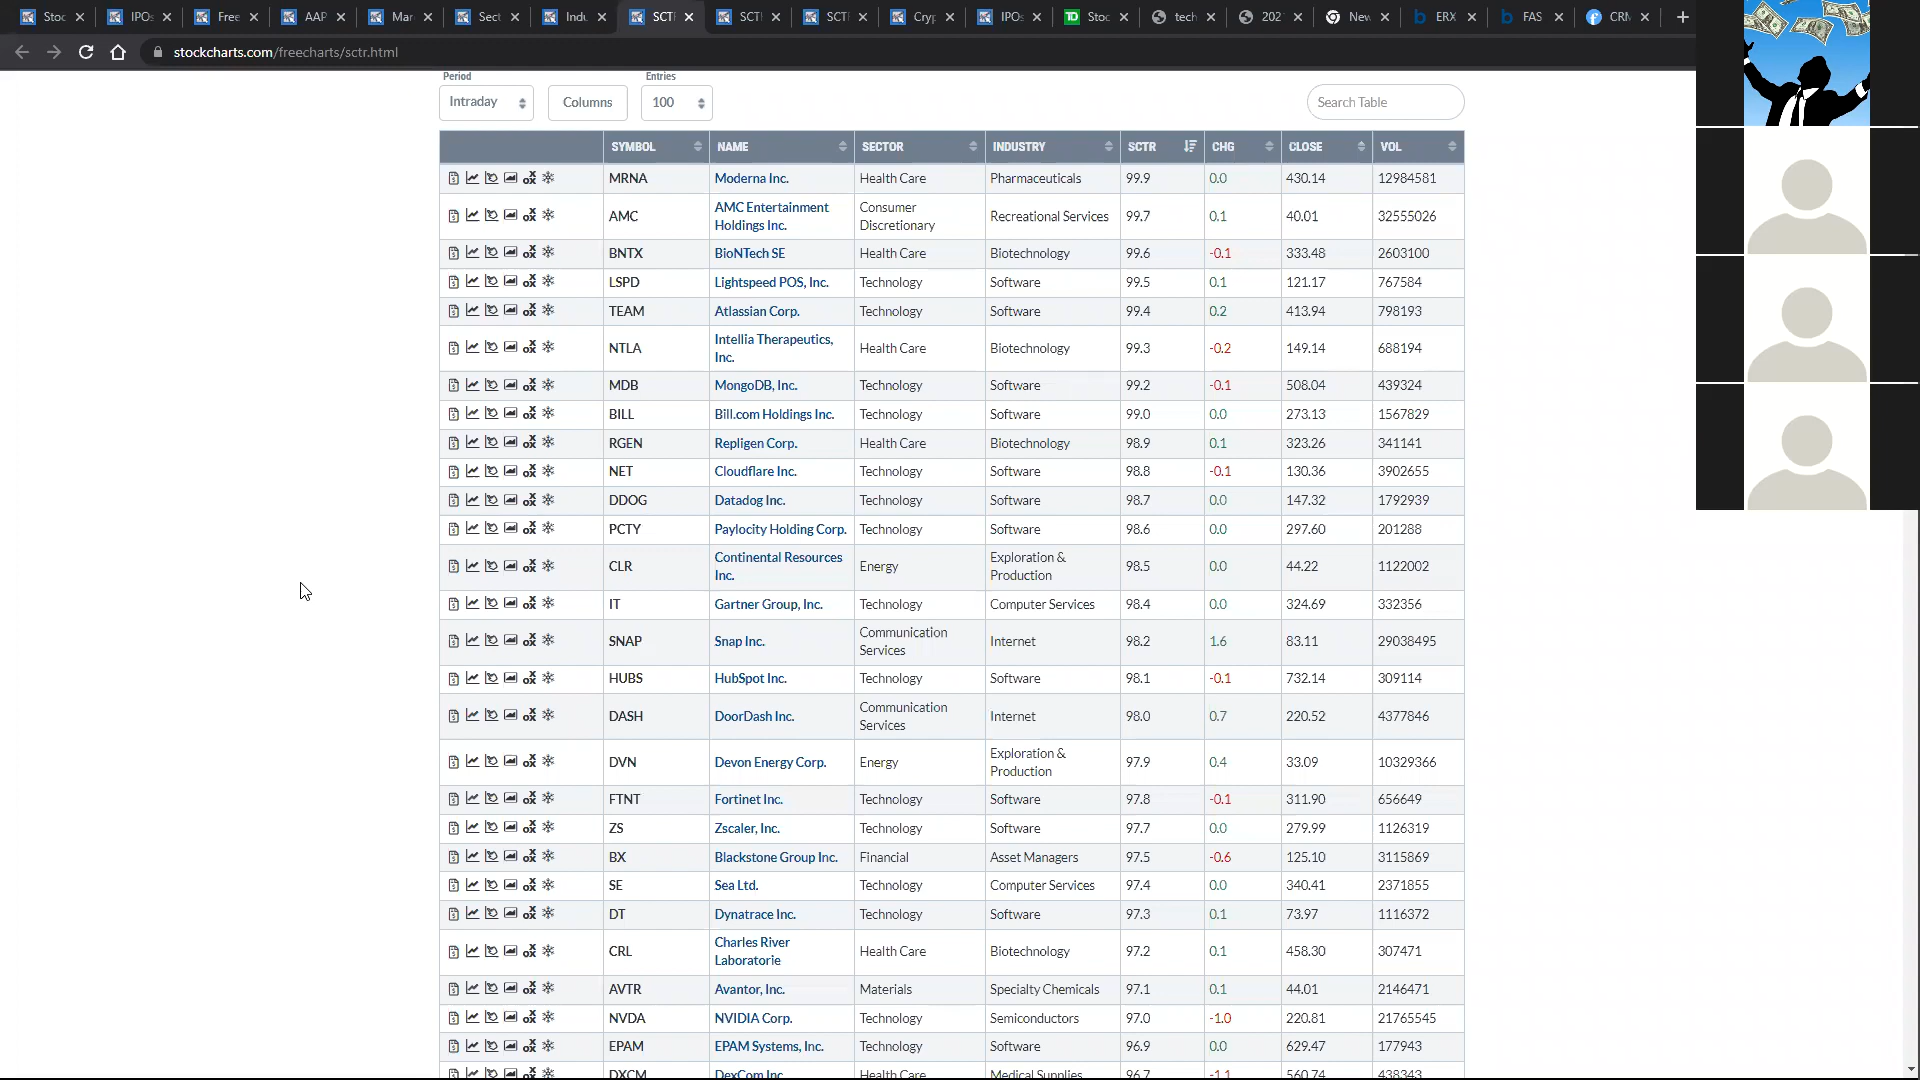 Stoc
IPOs
Free
AAP
Mar
Sect
Indu
SCT
SCT
SCT
Cryp
IPOs
Stoc
tech
202
New
ERX
FAS
CRM
stockcharts.com/freecharts/sctr.html
Period
Entries
Intraday
Columns
100
Search Table
SYMBOL NAME SECTOR INDUSTRY SCTR CHG CLOSE VOL
MRNA Moderna Inc. Health Care Pharmaceuticals 99.9 0.0 430.14 12984581
AMC AMC Entertainment Holdings Inc. Consumer Discretionary Recreational Services 99.7 0.1 40.01 32555026
BNTX BioNTech SE Health Care Biotechnology 99.6 -0.1 333.48 2603100
LSPD Lightspeed POS, Inc. Technology Software 99.5 0.1 121.17 767584
TEAM Atlassian Corp. Technology Software 99.4 0.2 413.94 798193
NTLA Intellia Therapeutics, Inc. Health Care Biotechnology 99.3 -0.2 149.14 688194
MDB MongoDB, Inc. Technology Software 99.2 -0.1 508.04 439324
BILL Bill.com Holdings Inc. Technology Software 99.0 0.0 273.13 1567829
RGEN Repligen Corp. Health Care Biotechnology 98.9 0.1 323.26 341141
NET Cloudflare Inc. Technology Software 98.8 -0.1 130.36 3902655
DDOG Datadog Inc. Technology Software 98.7 0.0 147.32 1792939
PCTY Paylocity Holding Corp. Technology Software 98.6 0.0 297.60 201288
CLR Continental Resources Inc. Energy Exploration & Production 98.5 0.0 44.22 1122002
IT Gartner Group, Inc. Technology Computer Services 98.4 0.0 324.69 332356
SNAP Snap Inc. Communication Services Internet 98.2 1.6 83.11 29038495
HUBS HubSpot Inc. Technology Software 98.1 -0.1 732.14 309114
DASH DoorDash Inc. Communication Services Internet 98.0 0.7 220.52 4377846
DVN Devon Energy Corp. Energy Exploration & Production 97.9 0.4 33.09 10329366
FTNT Fortinet Inc. Technology Software 97.8 -0.1 311.90 656649
ZS Zscaler, Inc. Technology Software 97.7 0.0 279.99 1126319
BX Blackstone Group Inc. Financial Asset Managers 97.5 -0.6 125.10 3115869
SE Sea Ltd. Technology Computer Services 97.4 0.0 340.41 2371855
DT Dynatrace Inc. Technology Software 97.3 0.1 73.97 1116372
CRL Charles River Laboratorie Health Care Biotechnology 97.2 0.1 458.30 307471
AVTR Avantor, Inc. Materials Specialty Chemicals 97.1 0.1 44.01 2146471
NVDA NVIDIA Corp. Technology Semiconductors 97.0 -1.0 220.81 21765545
EPAM EPAM Systems, Inc. Technology Software 96.9 0.0 629.47 177943
DXCM DexCom Inc Health Care Medical Supplies 96.7 -1.1 560.74 438343